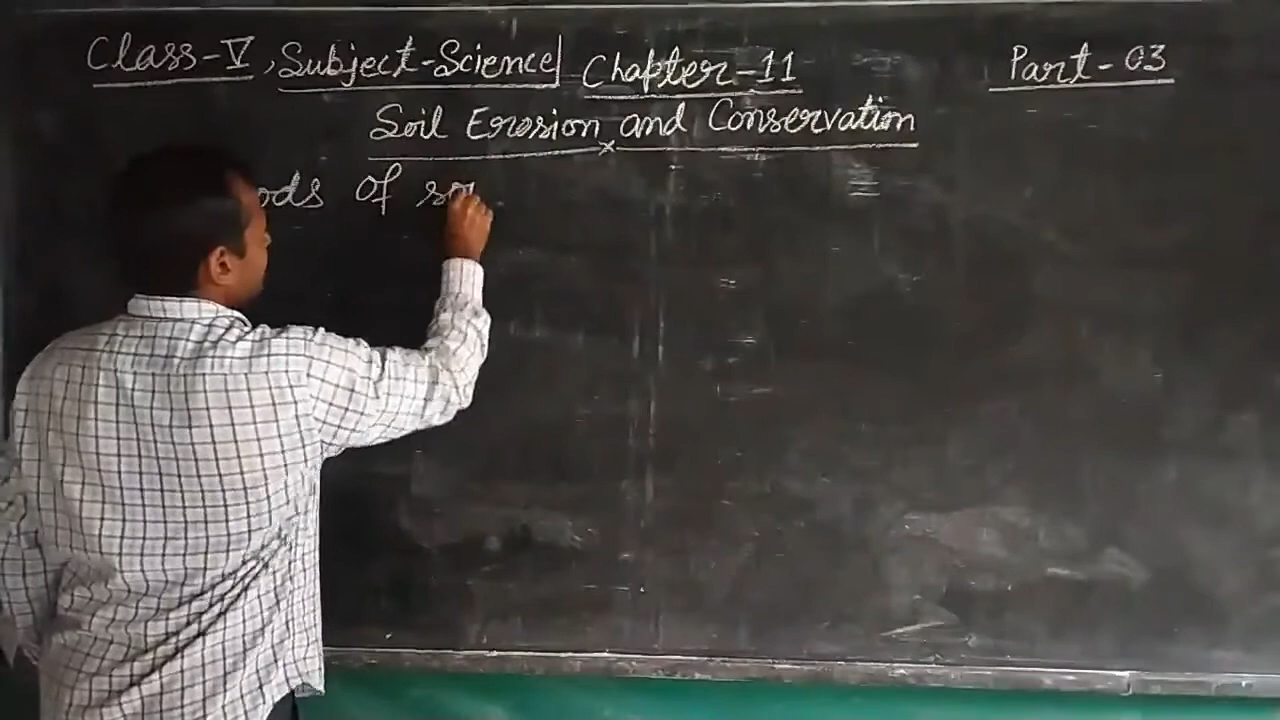 Class-V, Subject-Science| Chapter-11 Part-03
Soil Erosion and Conservation
of